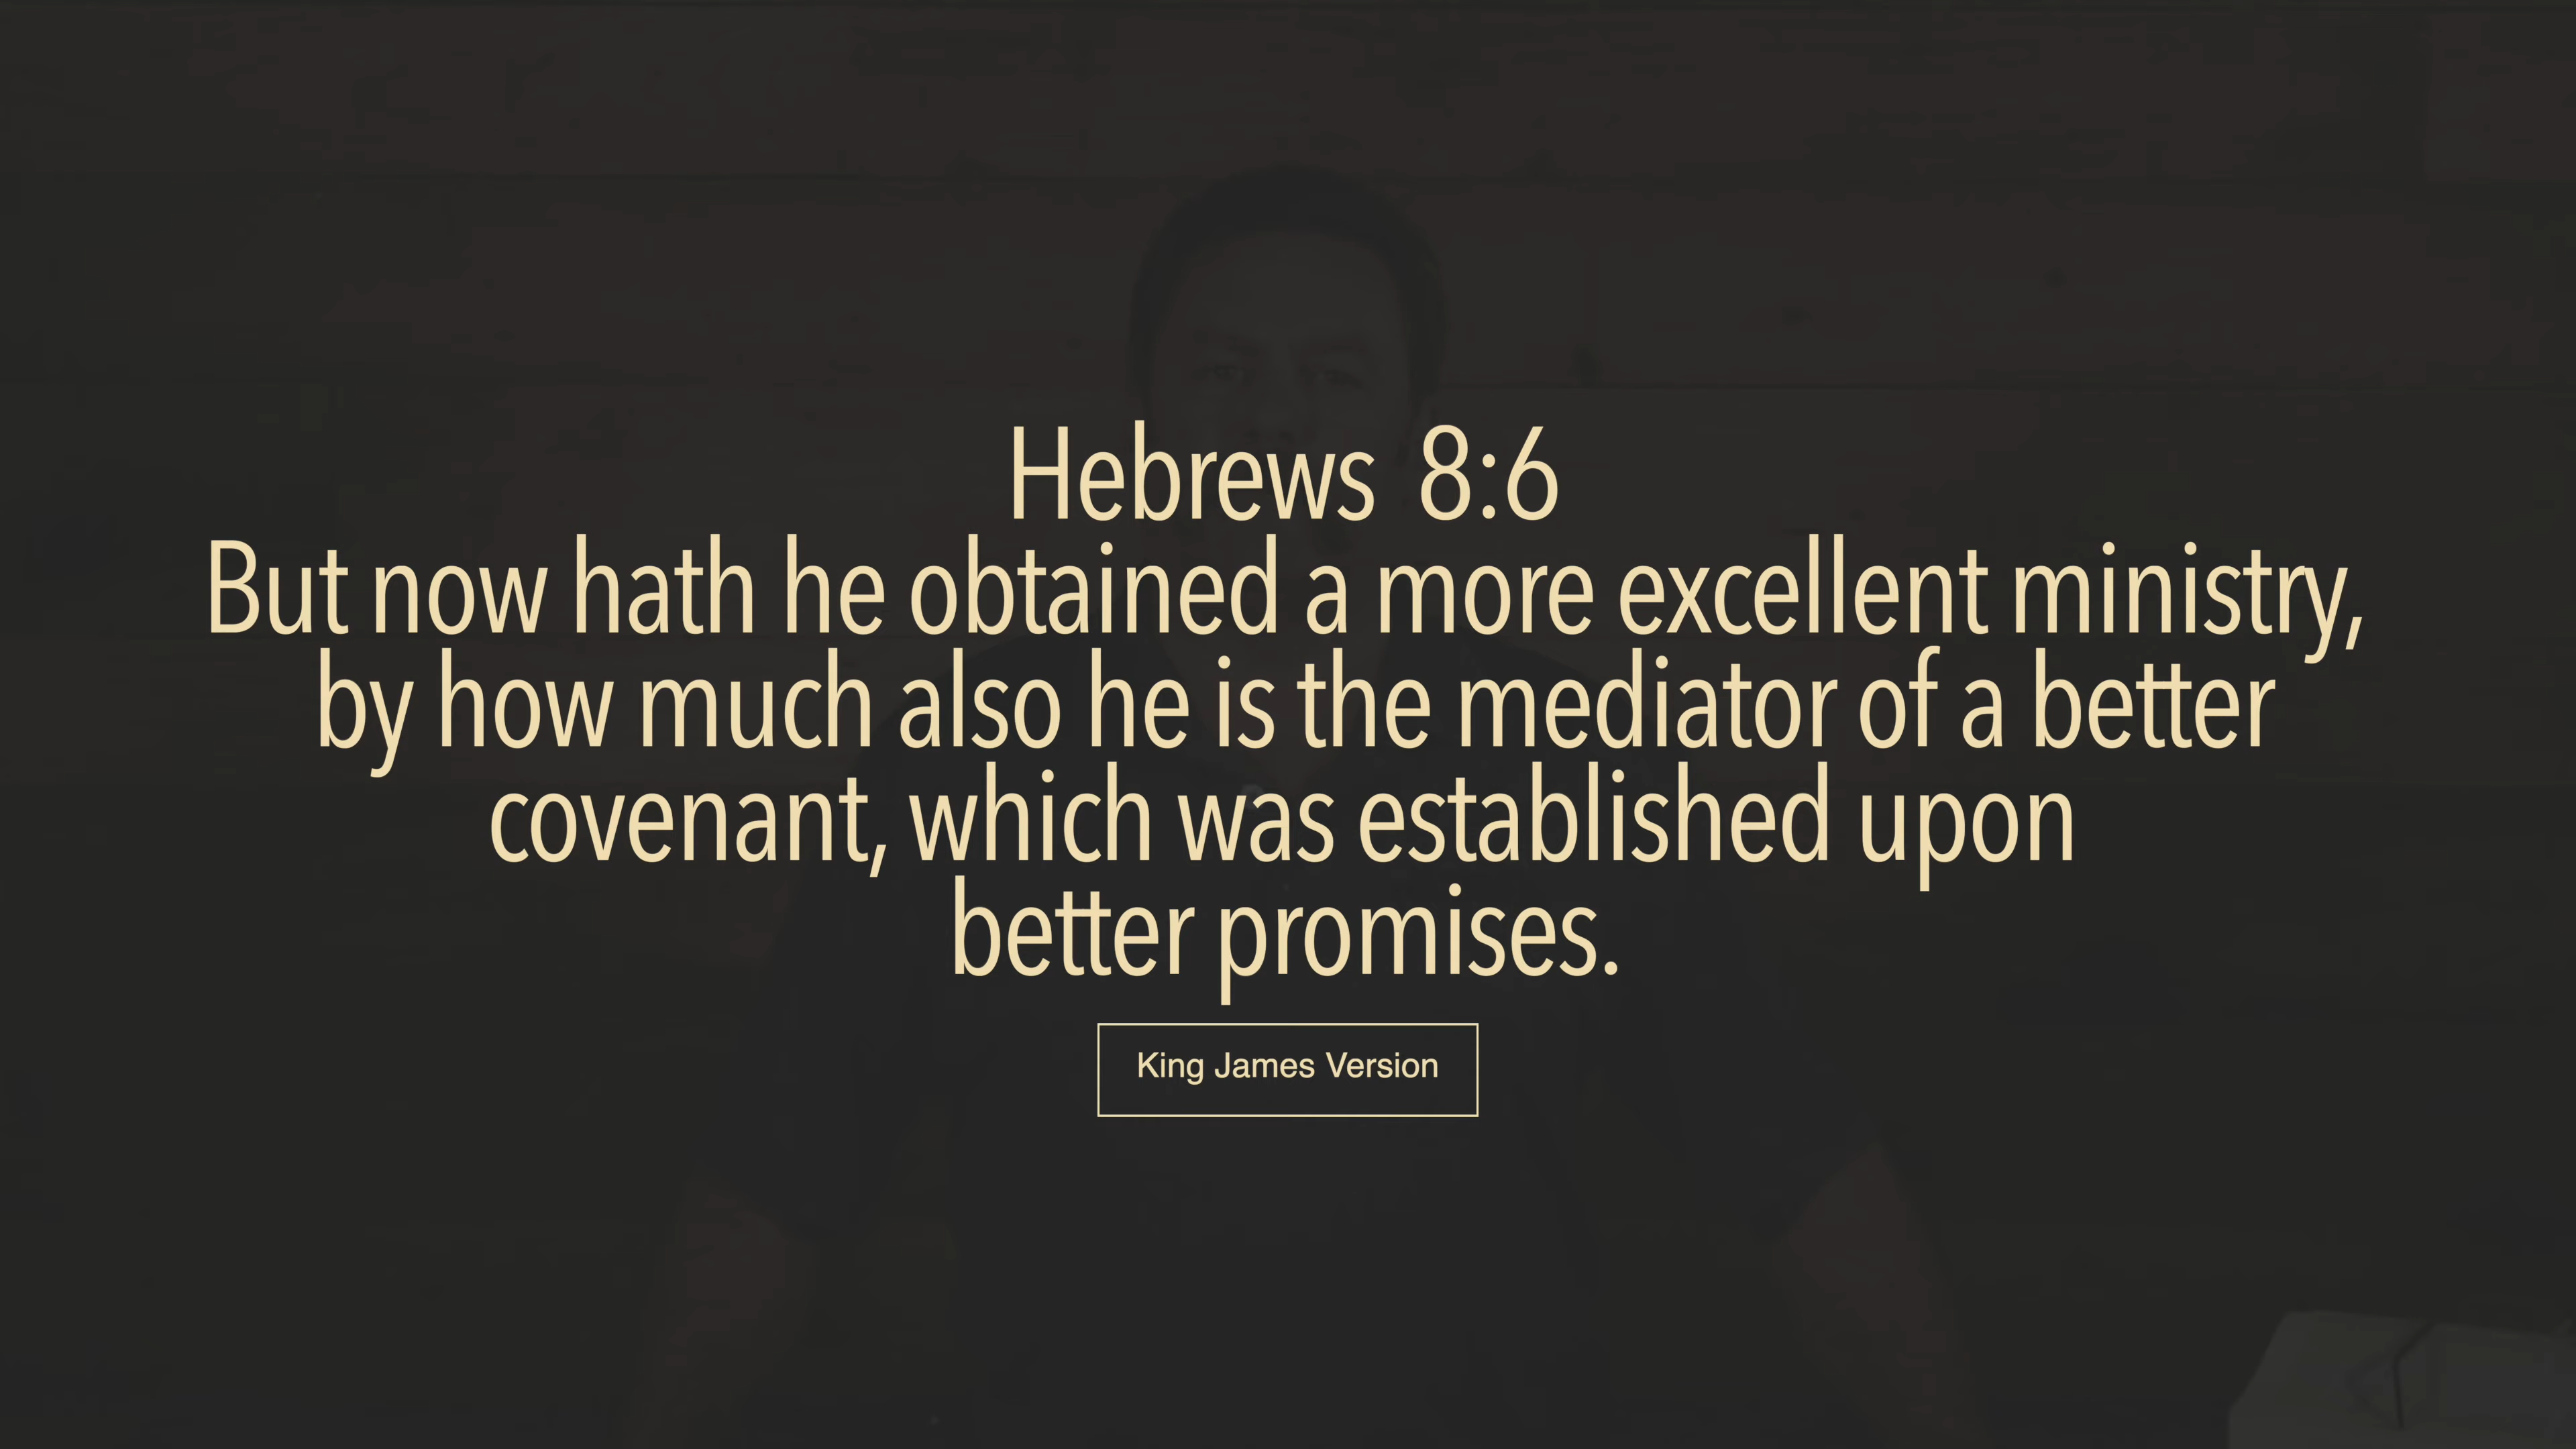 Hebrews 8:6
But now hath he obtained a more excellent ministry,
by how much also he is the mediator of a better
covenant, which was established upon
better promises.
King James Version